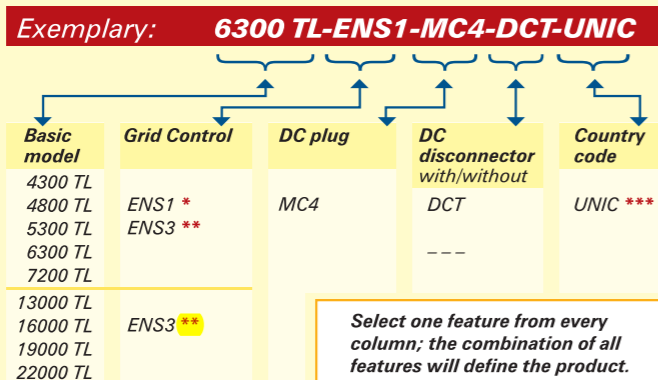 Exemplary: 6300 TL-ENS1-MC4-DCT-UNIC
Basic model
Grid Control
DC plug
DC disconnector with/without
Country code
4300 TL
4800 TL ENS1 * MC4 DCT UNIC ***
5300 TL ENS3 **
6300 TL – – –
7200 TL
13000 TL
16000 TL ENS3 **
19000 TL
22000 TL
Select one feature from every
column; the combination of all
features will define the product.